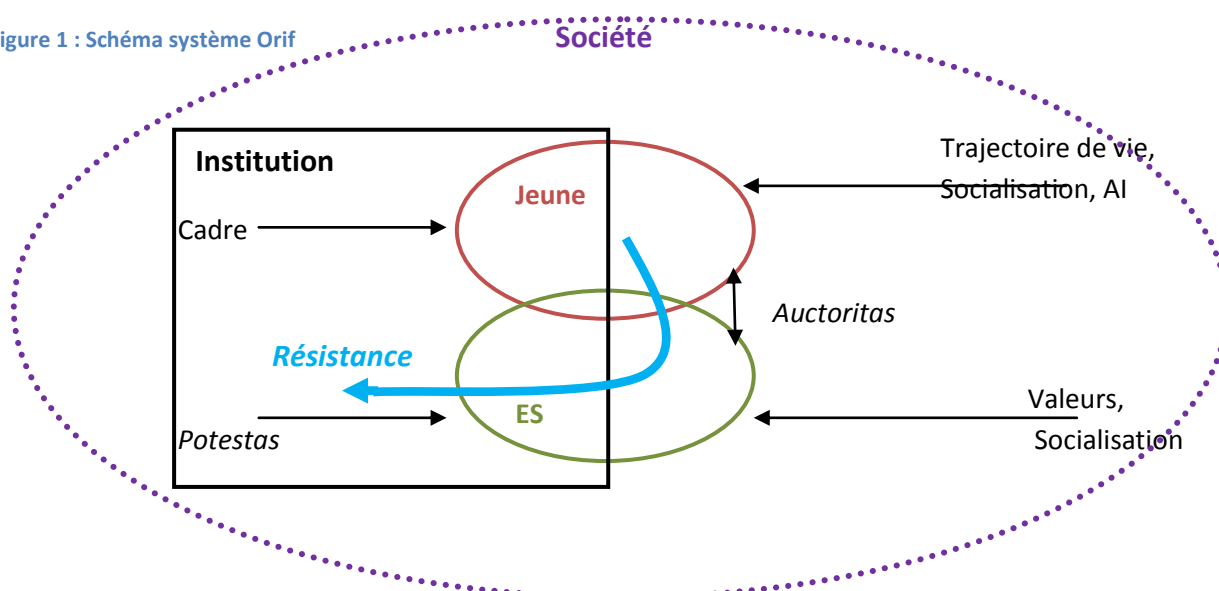 igure 1 : Schéma système Orif
Société
Institution
Trajectoire de vie,
Socialisation, AI
Jeune
Cadre
Auctoritas
Résistance
Valeurs,
ES
Potestas
Socialisation